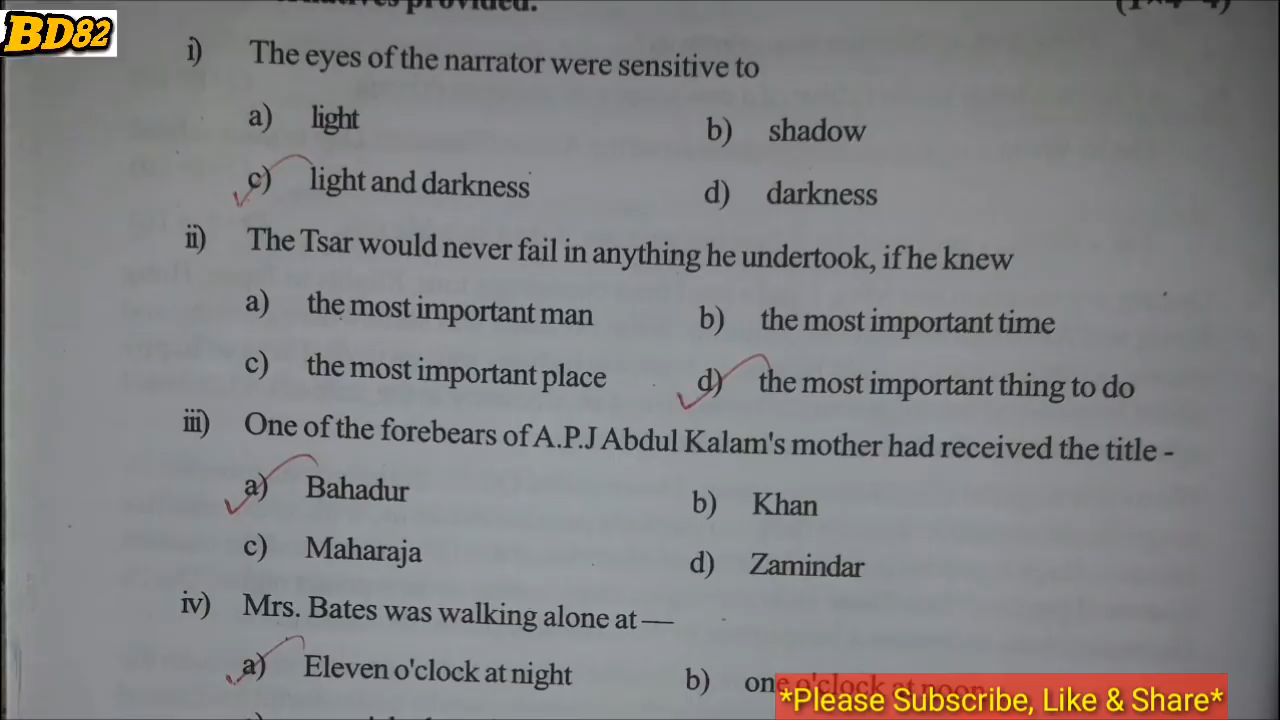 BD82
provided.
i) The eyes of the narrator were sensitive to
a) light b) shadow
c) light and darkness d) darkness
ii) The Tsar would never fail in anything he undertook, if he knew
a) the most important man b) the most important time
c) the most important place d) the most important thing to do
iii) One of the forebears of A.P.J Abdul Kalam's mother had received the title -
a) Bahadur b) Khan
c) Maharaja d) Zamindar
iv) Mrs. Bates was walking alone at —
a) Eleven o'clock at night b) one o'clock at noon
*Please Subscribe, Like & Share*